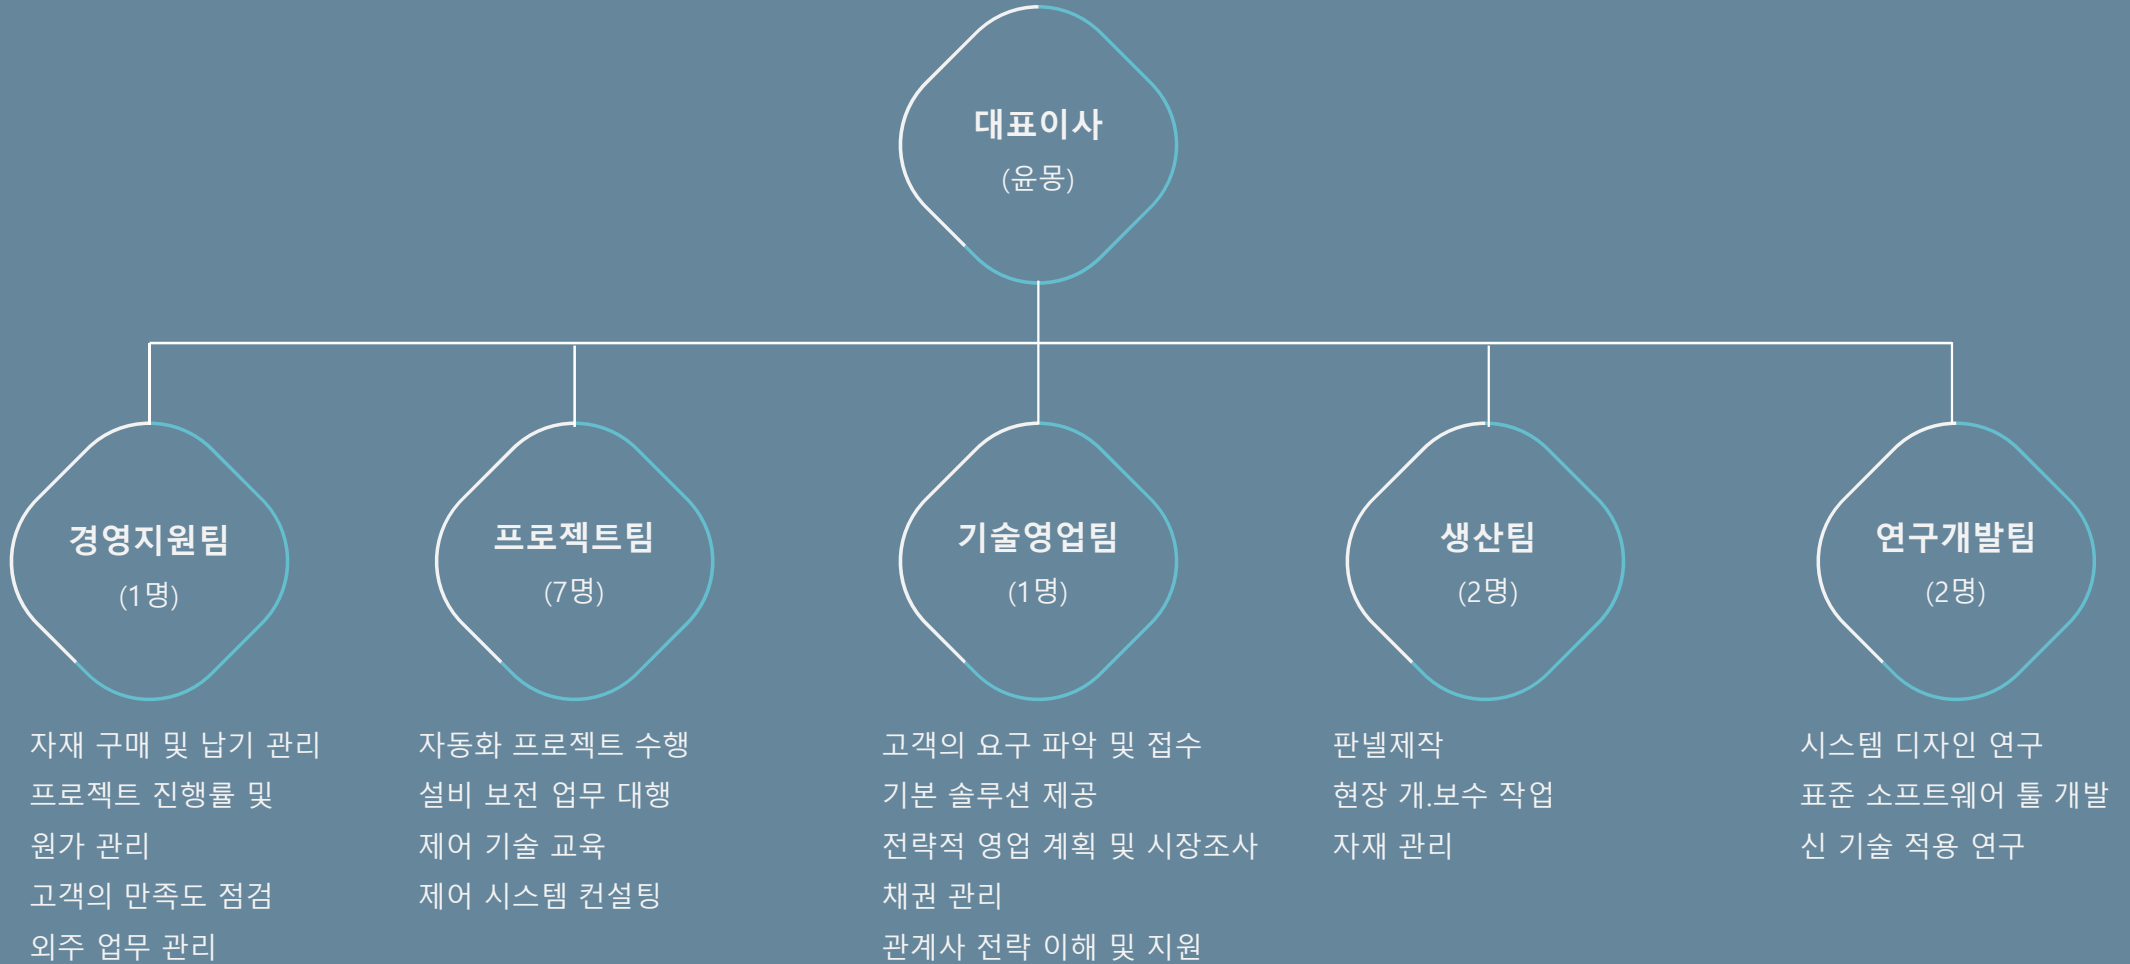 대표이사
(윤몽)
경영지원팀
(1명)
프로젝트팀
(7명)
기술영업팀
(1명)
생산팀
(2명)
연구개발팀
(2명)
자재 구매 및 납기 관리
프로젝트 진행률 및
원가 관리
고객의 만족도 점검
외주 업무 관리
자동화 프로젝트 수행
설비 보전 업무 대행
제어 기술 교육
제어 시스템 컨설팅
고객의 요구 파악 및 접수
기본 솔루션 제공
전략적 영업 계획 및 시장조사
채권 관리
관계사 전략 이해 및 지원
판넬제작
현장 개.보수 작업
자재 관리
시스템 디자인 연구
표준 소프트웨어 툴 개발
신 기술 적용 연구